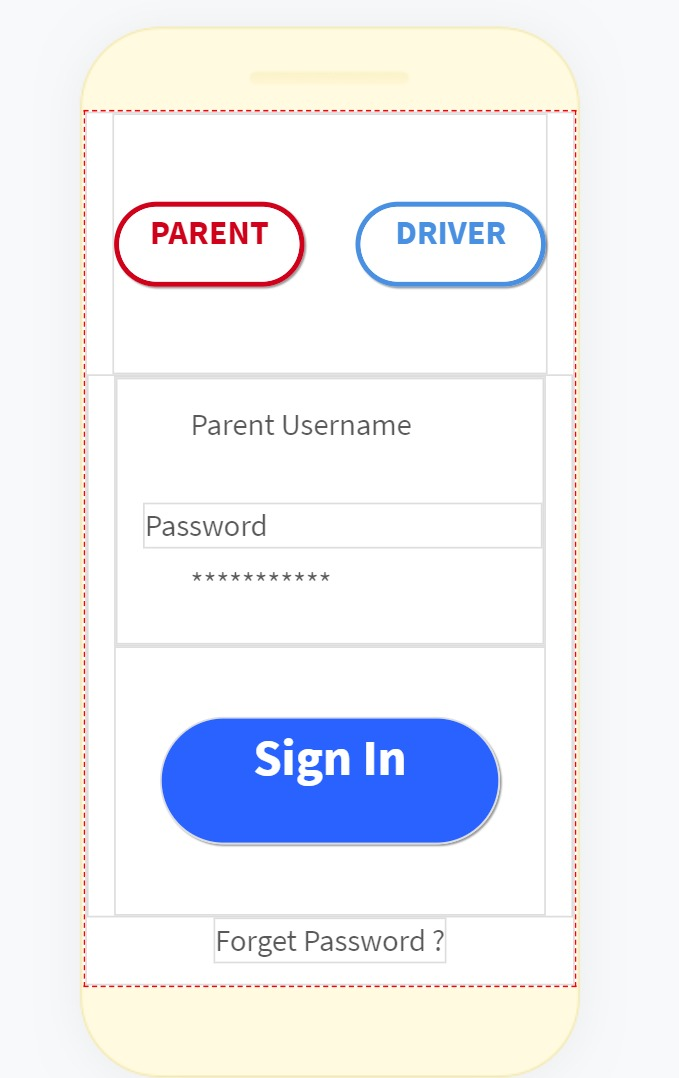 PARENT DRIVER
Parent Username
Password
***********
Sign In
Forget Password ?